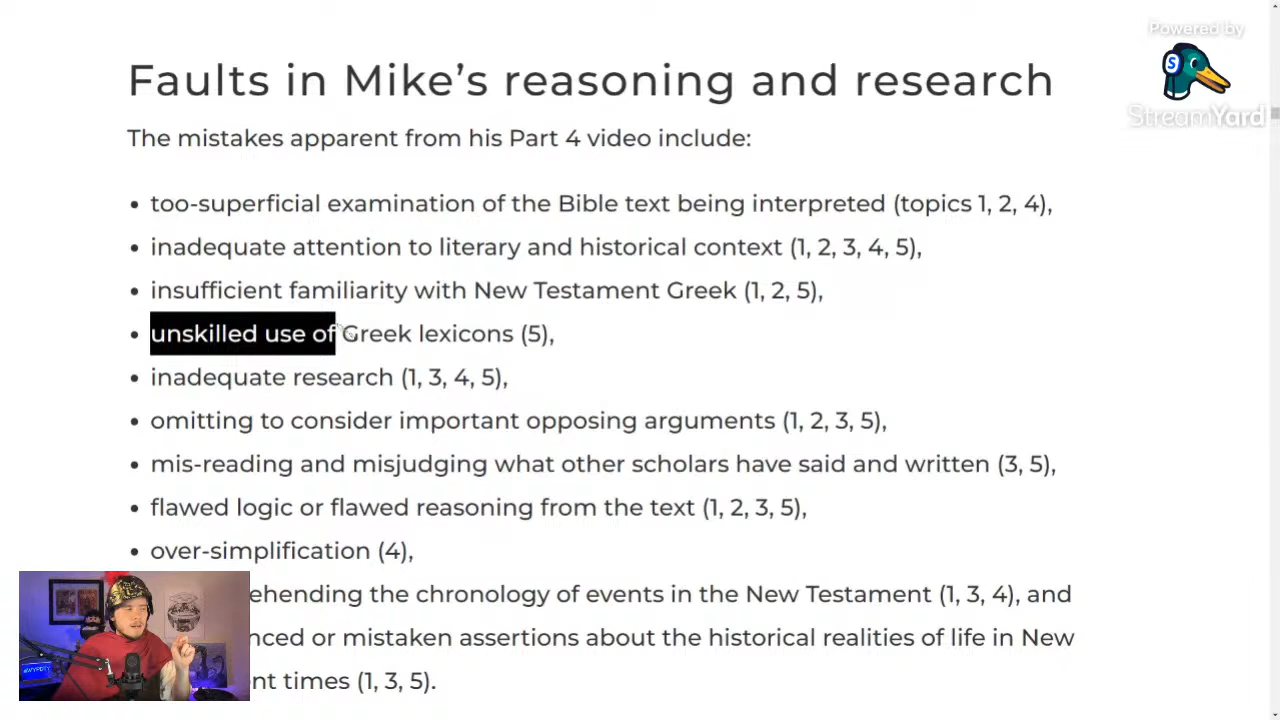 Powered by
StreamYard
Faults in Mike’s reasoning and research
The mistakes apparent from his Part 4 video include:
• too-superficial examination of the Bible text being interpreted (topics 1, 2, 4),
• inadequate attention to literary and historical context (1, 2, 3, 4, 5),
• insufficient familiarity with New Testament Greek (1, 2, 5),
• unskilled use of Greek lexicons (5),
• inadequate research (1, 3, 4, 5),
• omitting to consider important opposing arguments (1, 2, 3, 5),
• mis-reading and misjudging what other scholars have said and written (3, 5),
• flawed logic or flawed reasoning from the text (1, 2, 3, 5),
• over-simplification (4),
ehending the chronology of events in the New Testament (1, 3, 4), and
nced or mistaken assertions about the historical realities of life in New
nt times (1, 3, 5).